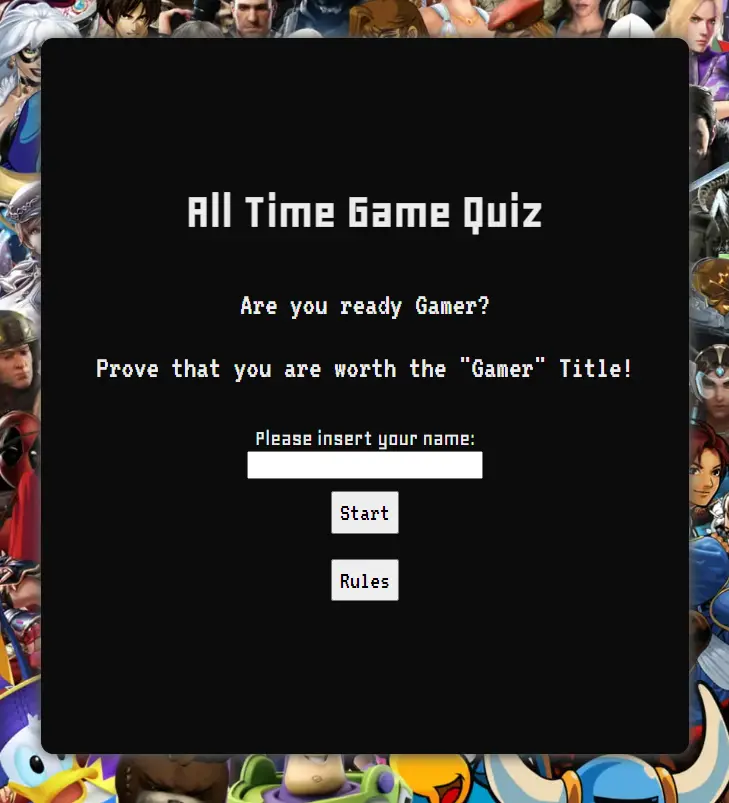 All Time Game Quiz
Are you ready Gamer?
Prove that you are worth the "Gamer" Title!
Please insert your name:
Start
Rules